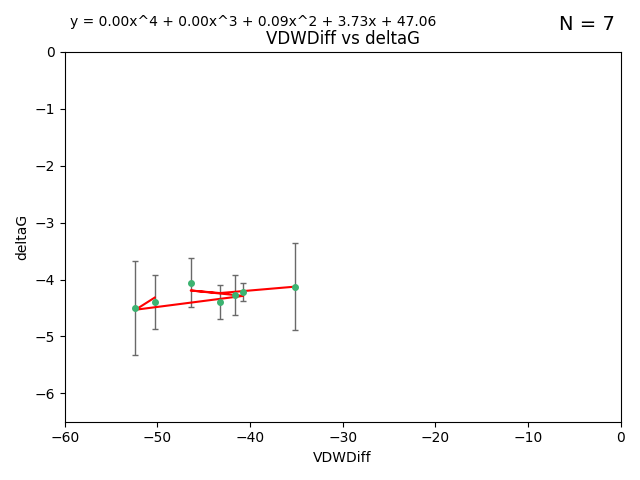 y = 0.00x^4 + 0.00x^3 + 0.09x^2 + 3.73x + 47.06
N = 7
VDWDiff vs deltaG
0
−1
−2
−3
−4
−5
−6
deltaG
−60 −50 −40 −30 −20 −10 0
VDWDiff